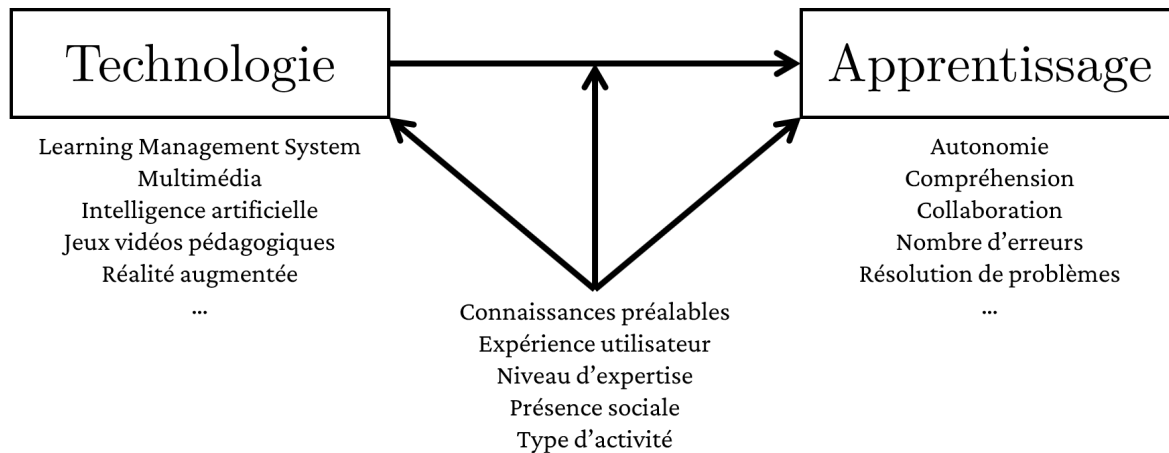 Technologie
Learning Management System
Multimédia
Intelligence artificielle
Jeux vidéos pédagogiques
Réalité augmentée
...
Apprentissage
Autonomie
Compréhension
Collaboration
Nombre d'erreurs
Résolution de problèmes
...
Connaissances préalables
Expérience utilisateur
Niveau d'expertise
Présence sociale
Type d'activité